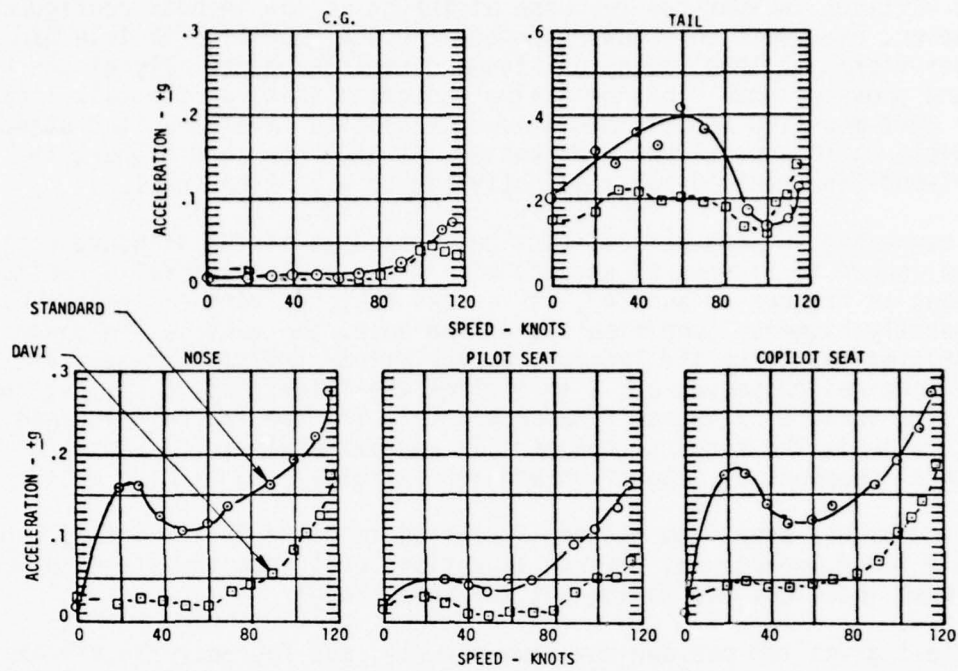 C.G.
TAIL
.3
.2
.1
0
ACCELERATION - ±g
0 40 80 120
.6
.4
.2
0
0 40 80 120
SPEED - KNOTS
STANDARD
DAVI
NOSE
PILOT SEAT
COPILOT SEAT
.3
.2
.1
0
ACCELERATION - ±g
0 40 80 120
0 40 80 120
0 40 80 120
SPEED - KNOTS